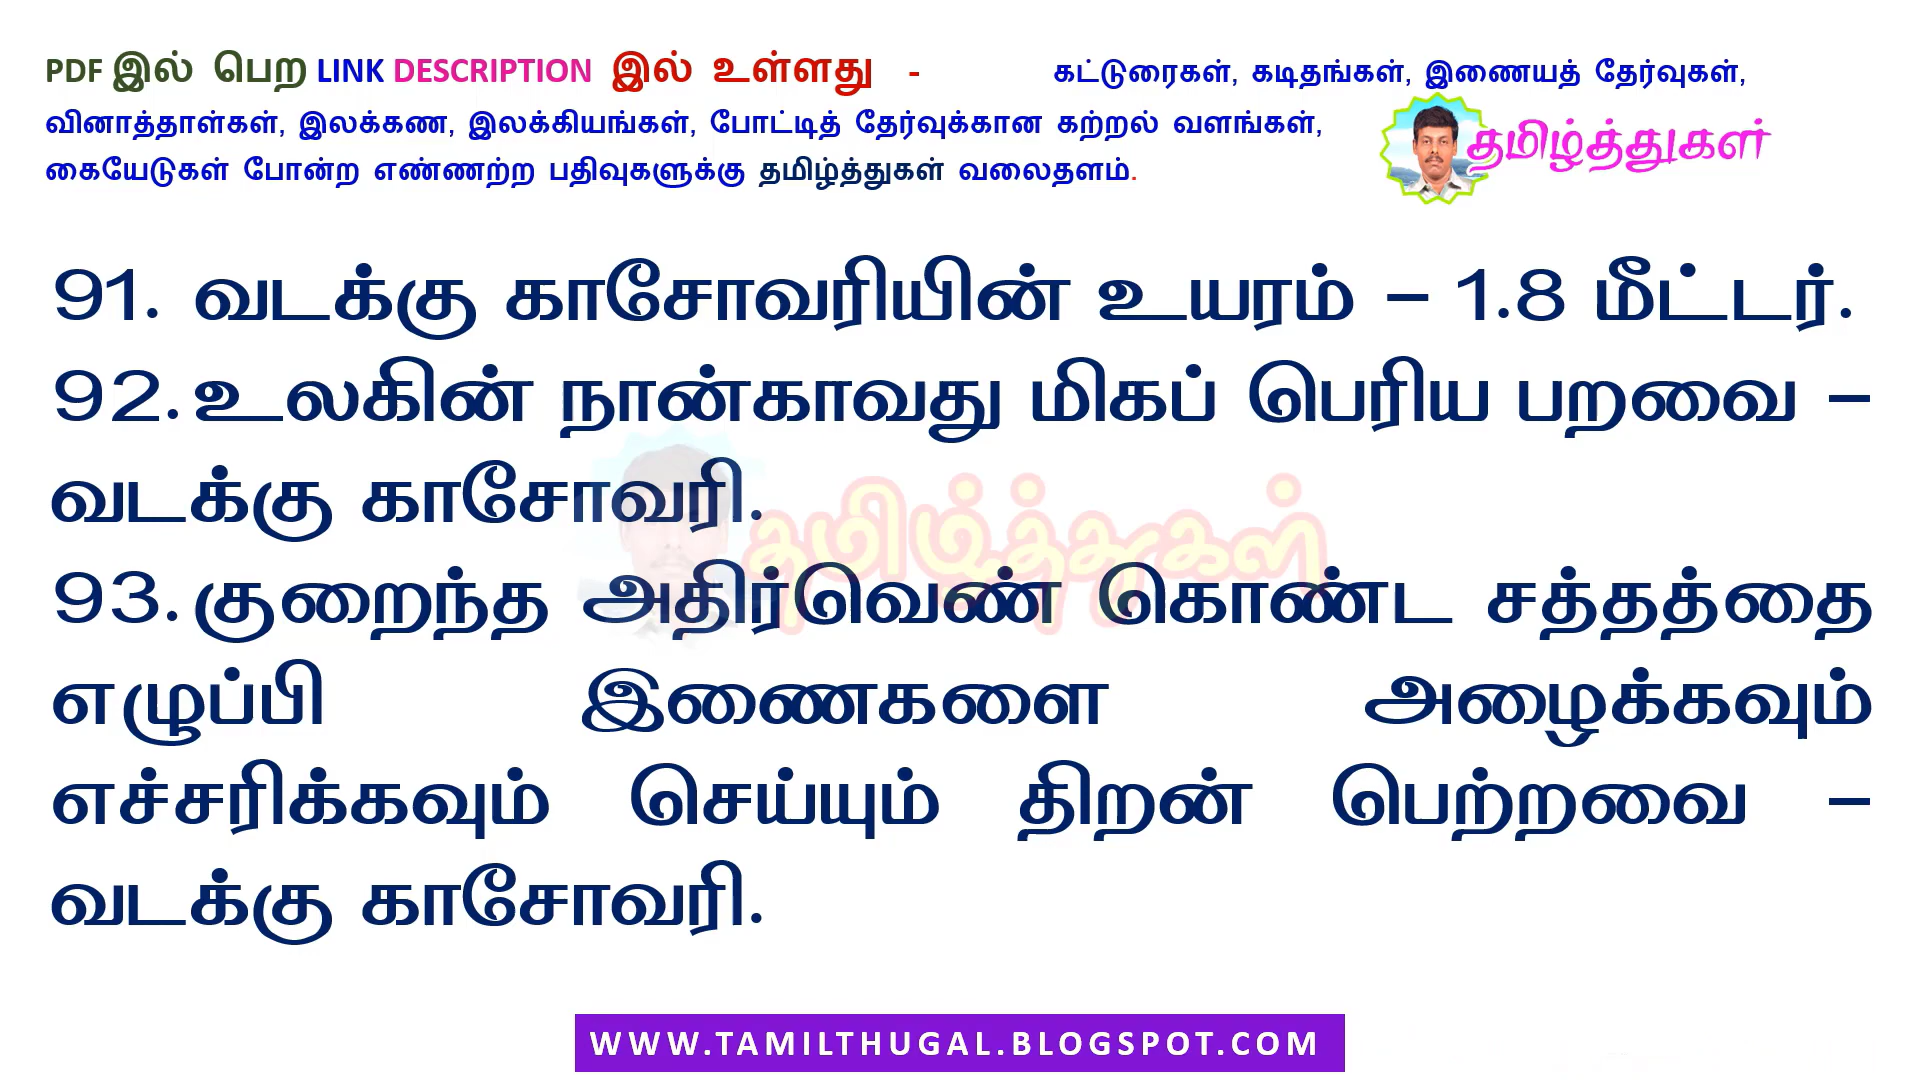 PDF இல் பெற LINK DESCRIPTION இல் உள்ளது - கட்டுரைகள், கடிதங்கள், இணையத் தேர்வுகள்,
வினாத்தாள்கள், இலக்கண, இலக்கியங்கள், போட்டித் தேர்வுக்கான கற்றல் வளங்கள்,
தமிழ்த்துகள்
கையேடுகள் போன்ற எண்ணற்ற பதிவுகளுக்கு தமிழ்த்துகள் வலைதளம்.
91. வடக்கு காசோவரியின் உயரம் – 1.8 மீட்டர்.
92. உலகின் நான்காவது மிகப் பெரிய பறவை –
வடக்கு காசோவரி.
தமிழ்த்துகள்
93. குறைந்த அதிர்வெண் கொண்ட சத்தத்தை
எழுப்பி இணைகளை அழைக்கவும்
எச்சரிக்கவும் செய்யும் திறன் பெற்றவை –
வடக்கு காசோவரி.
WWW.TAMILTHUGAL.BLOGSPOT.COM